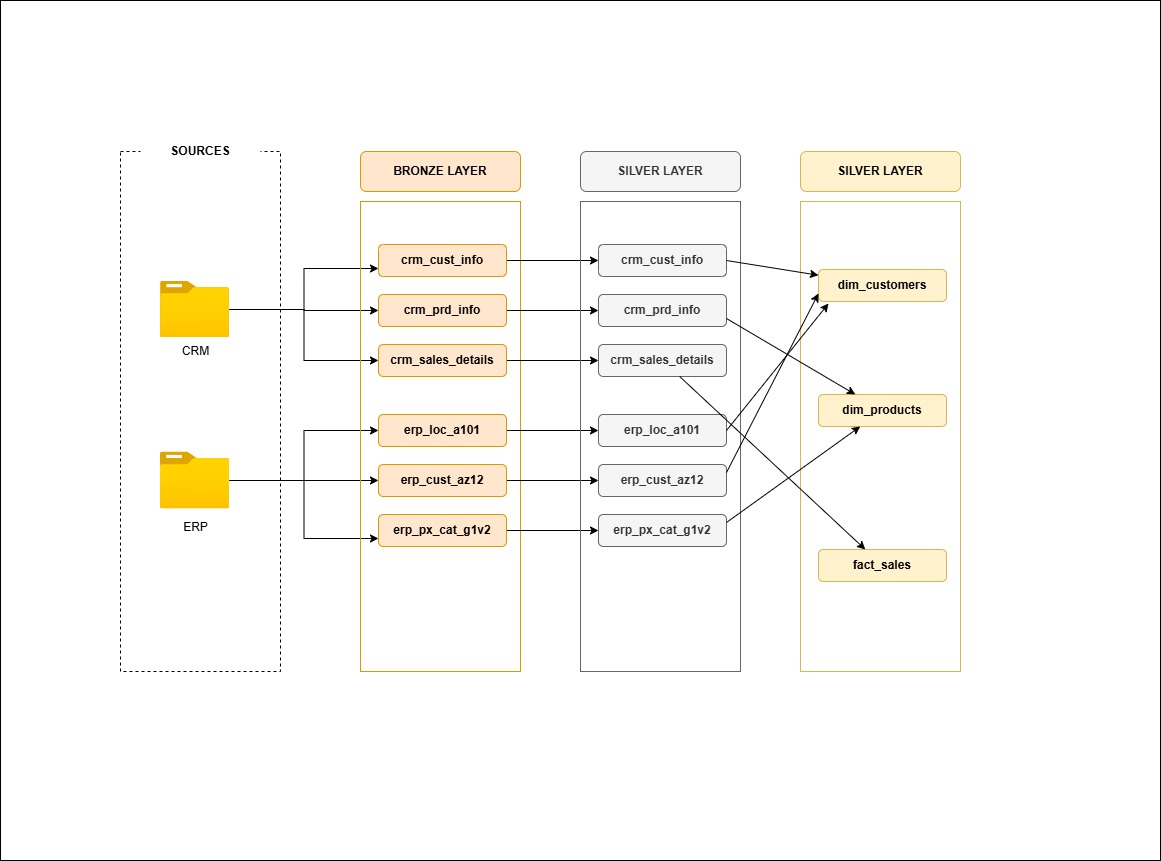 SOURCES
BRONZE LAYER
SILVER LAYER
SILVER LAYER
CRM
ERP
crm_cust_info
crm_prd_info
crm_sales_details
erp_loc_a101
erp_cust_az12
erp_px_cat_g1v2
crm_cust_info
crm_prd_info
crm_sales_details
erp_loc_a101
erp_cust_az12
erp_px_cat_g1v2
dim_customers
dim_products
fact_sales